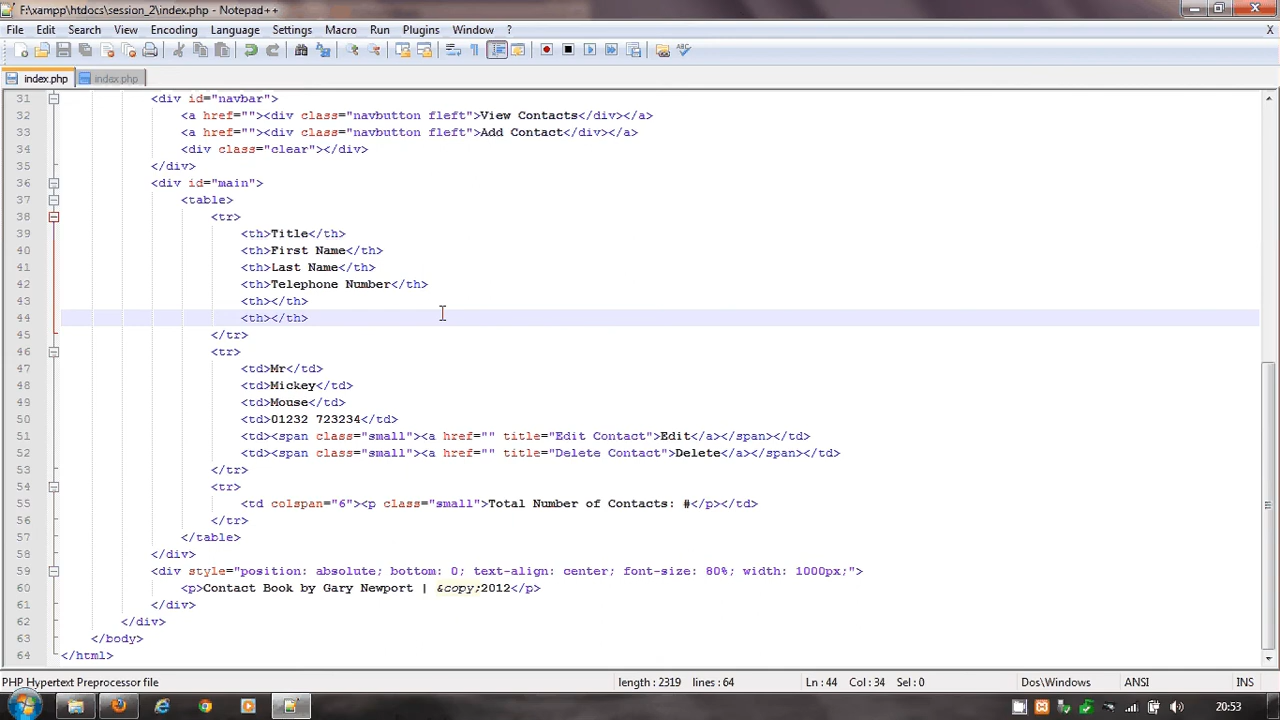 F:\xampp\htdocs\session_2\index.php - Notepad++
File Edit Search View Encoding Language Settings Macro Run Plugins Window ? X
index.php index.php
31 <div id="navbar">
32 <a href=""><div class="navbutton fleft">View Contacts</div></a>
33 <a href=""><div class="navbutton fleft">Add Contact</div></a>
34 <div class="clear"></div>
35 </div>
36 <div id="main">
37 <table>
38 <tr>
39 <th>Title</th>
40 <th>First Name</th>
41 <th>Last Name</th>
42 <th>Telephone Number</th>
43 <th></th>
44 <th></th>
45 </tr>
46 <tr>
47 <td>Mr</td>
48 <td>Mickey</td>
49 <td>Mouse</td>
50 <td>01232 723234</td>
51 <td><span class="small"><a href="" title="Edit Contact">Edit</a></span></td>
52 <td><span class="small"><a href="" title="Delete Contact">Delete</a></span></td>
53 </tr>
54 <tr>
55 <td colspan="6"><p class="small">Total Number of Contacts: #</p></td>
56 </tr>
57 </table>
58 </div>
59 <div style="position: absolute; bottom: 0; text-align: center; font-size: 80%; width: 1000px;">
60 <p>Contact Book by Gary Newport | &copy;2012</p>
61 </div>
62 </div>
63 </body>
64 </html>
PHP Hypertext Preprocessor file length : 2319 lines : 64 Ln : 44 Col : 34 Sel : 0 Dos\Windows ANSI INS
20:53